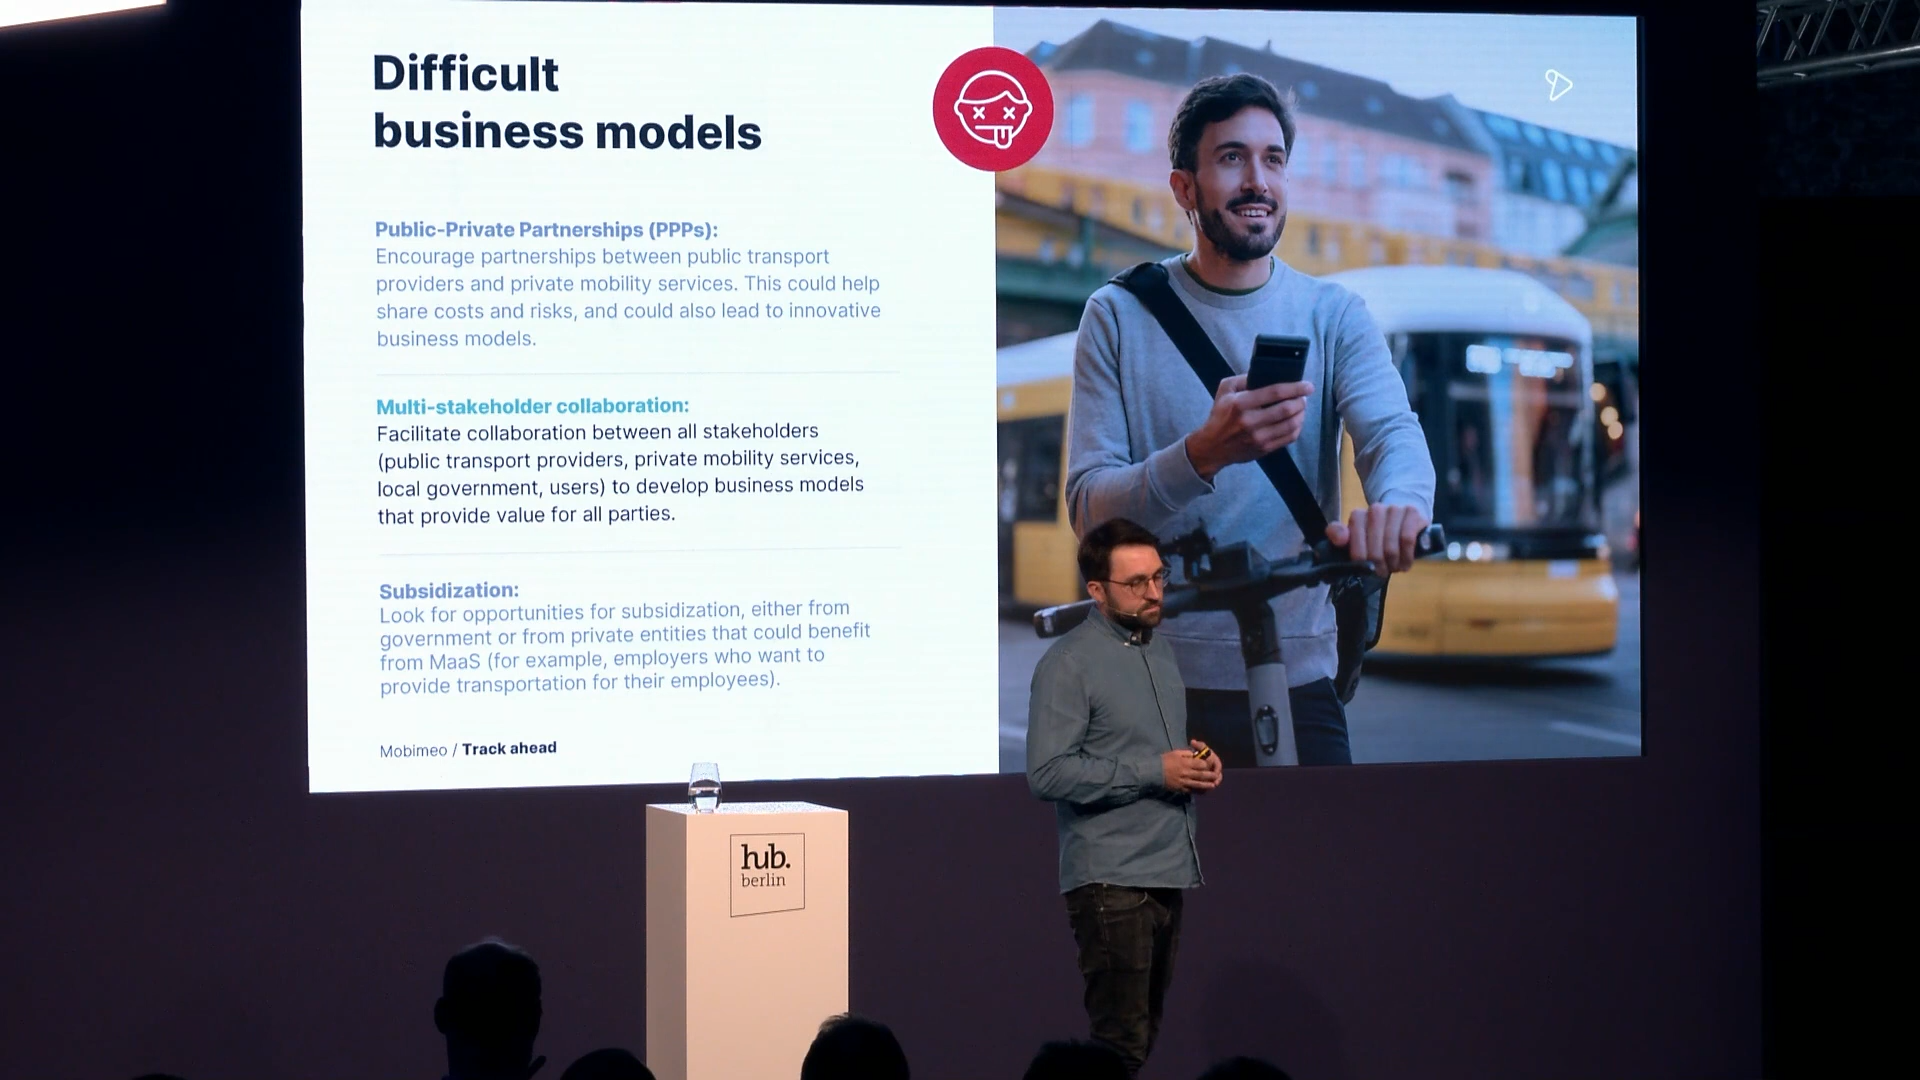 Difficult
business models
Public-Private Partnerships (PPPs):
Encourage partnerships between public transport
providers and private mobility services. This could help
share costs and risks, and could also lead to innovative
business models.
Multi-stakeholder collaboration:
Facilitate collaboration between all stakeholders
(public transport providers, private mobility services,
local government, users) to develop business models
that provide value for all parties.
Subsidization:
Look for opportunities for subsidization, either from
government or from private entities that could benefit
from MaaS (for example, employers who want to
provide transportation for their employees).
Mobimeo / Track ahead
hub.
berlin